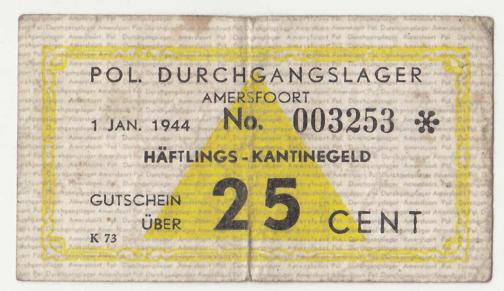 POL. DURCHGANGSLAGER
AMERSFOORT
1 JAN. 1944 No. 003253 *
HÄFTLINGS-KANTINEGELD
GUTSCHEIN
ÜBER 25 CENT
K 73